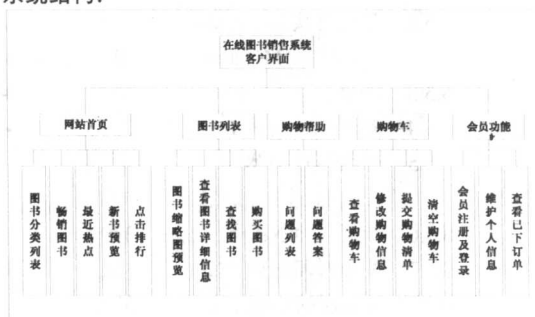 在线图书销售系统
客户界面
网站首页
图书列表
购物帮助
购物车
会员功能
图书分类列表
畅销图书
最近热点
新书预览
点击排行
图书缩略图预览
查看图书详细信息
查找图书
购买图书
问题列表
问题答案
查看购物车
修改购物信息
提交购物清单
清空购物车
会员注册及登录
维护个人信息
查看已下订单